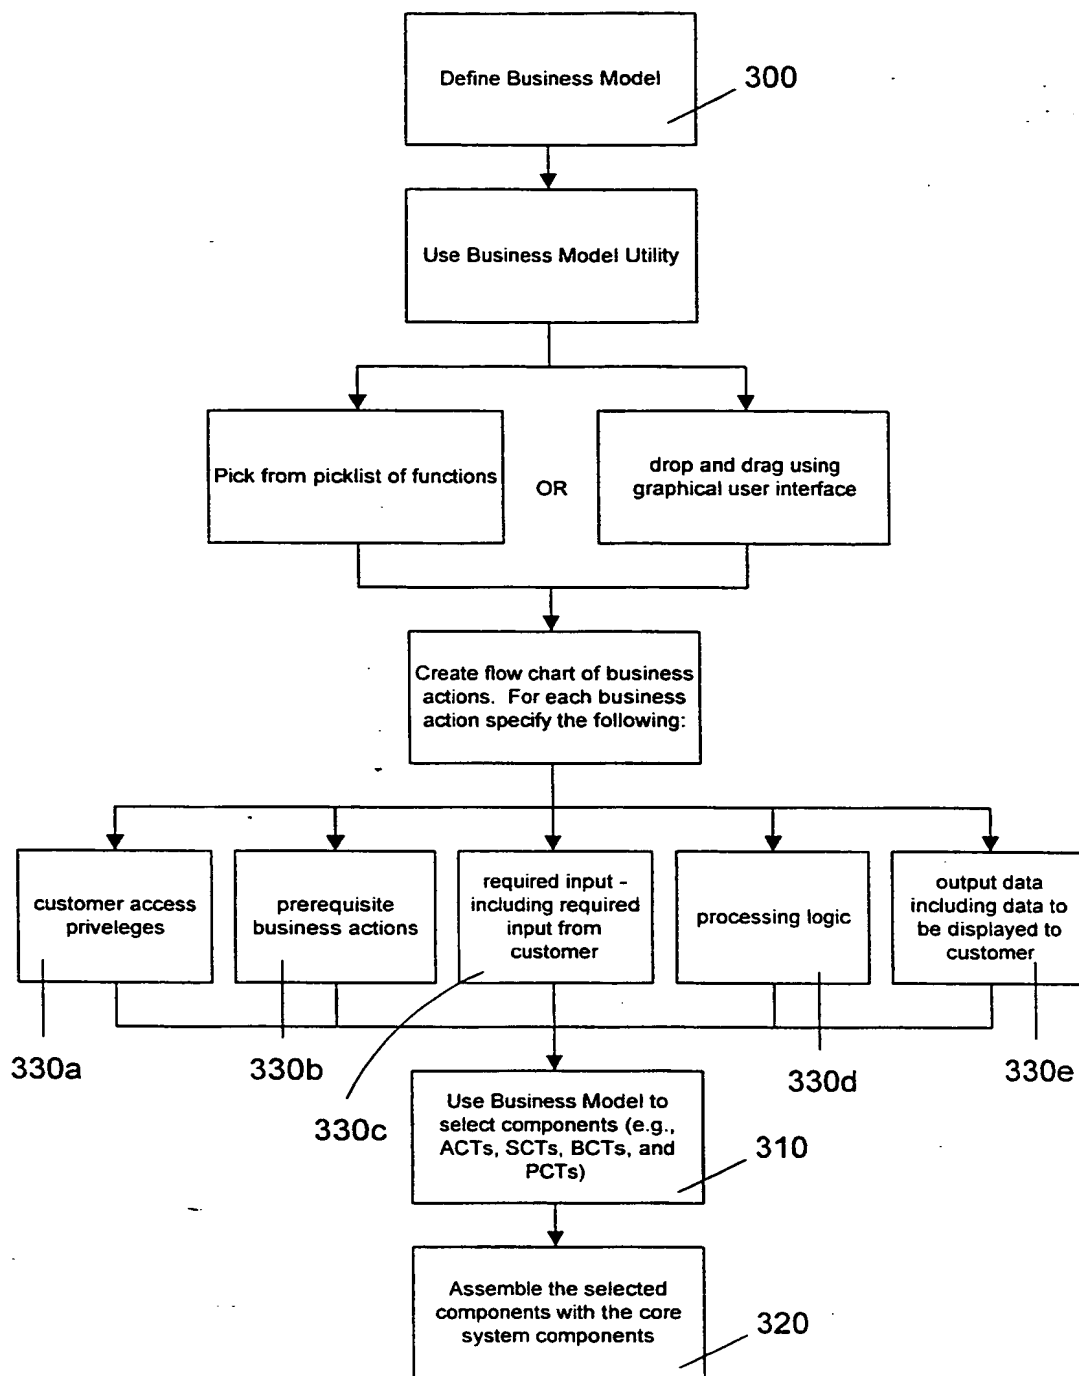 Define Business Model
300
Use Business Model Utility
Pick from picklist of functions
OR
drop and drag using
graphical user interface
Create flow chart of business
actions. For each business
action specify the following:
customer access
priveleges
prerequisite
business actions
required input -
including required
input from
customer
processing logic
output data
including data to
be displayed to
customer
330a
330b
330c
330d
330e
Use Business Model to
select components (e.g.,
ACTs, SCTs, BCTs, and
PCTs)
310
Assemble the selected
components with the core
system components
320